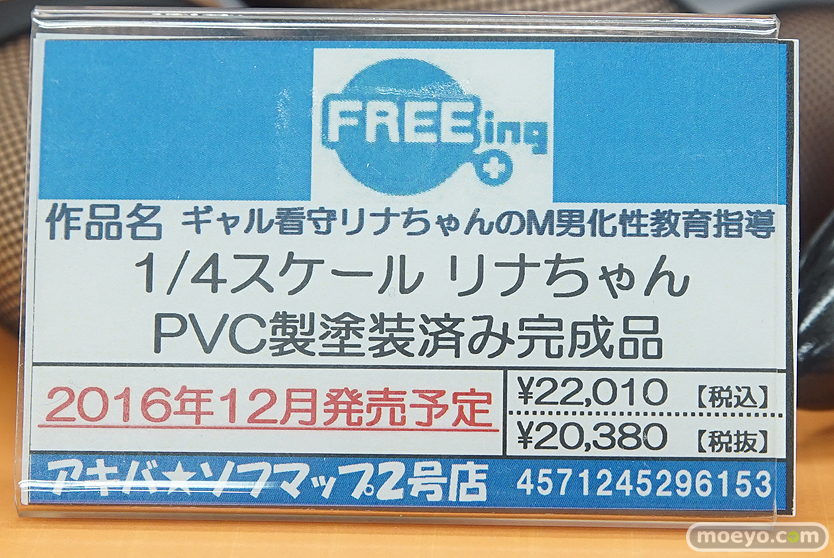 FREEing
作品名 ギャル看守リナちゃんのM男化性教育指導
1/4スケール リナちゃん
PVC製塗装済み完成品
2016年12月発売予定
¥22,010 【税込】
¥20,380 【税抜】
アキバ★ソフマップ2号店 4571245296153
moeyo.com